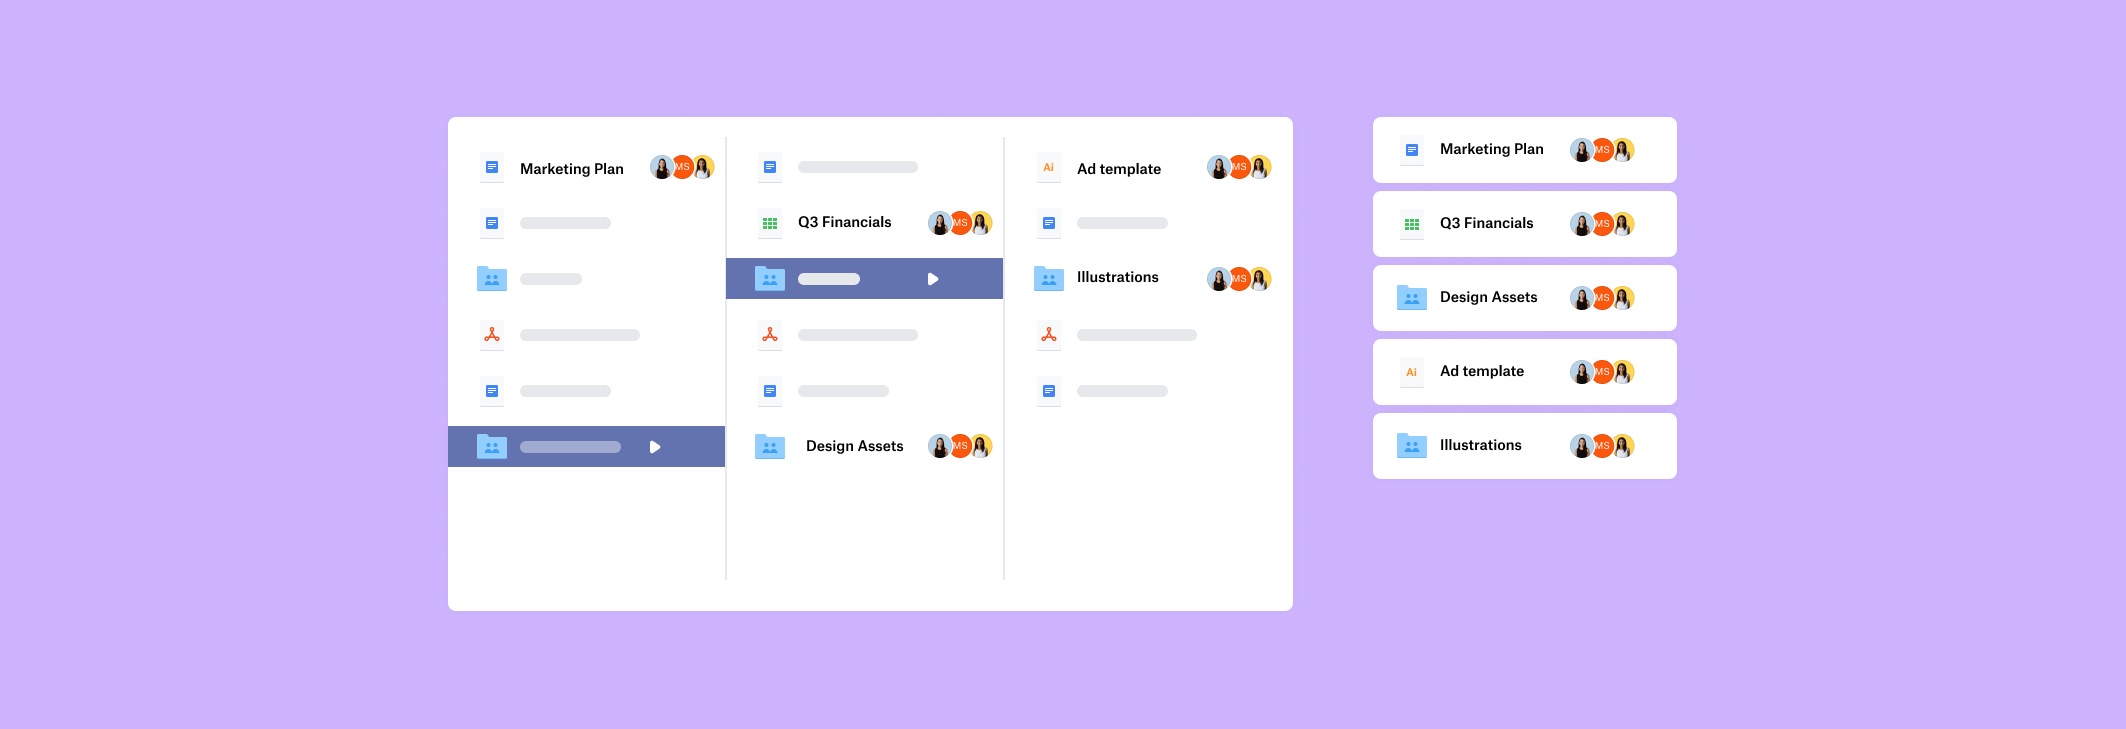 Marketing Plan MS
Q3 Financials MS
Design Assets MS
Ai Ad template MS
Illustrations MS
Marketing Plan MS
Q3 Financials MS
Design Assets MS
Ai Ad template MS
Illustrations MS